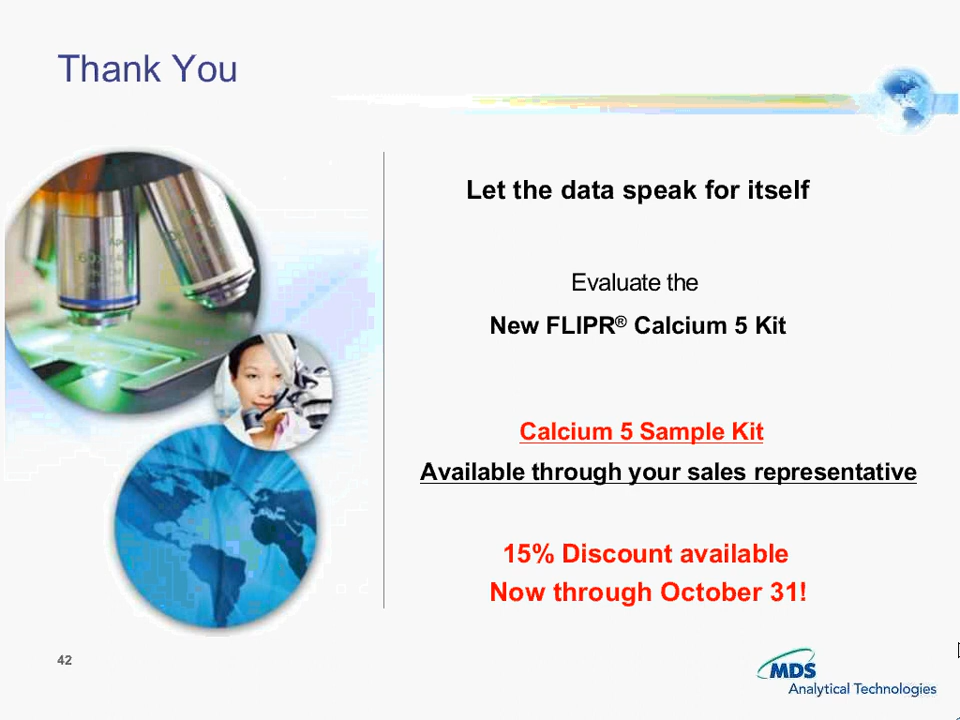 Thank You
Let the data speak for itself
Evaluate the
New FLIPR® Calcium 5 Kit
Calcium 5 Sample Kit
Available through your sales representative
15% Discount available
Now through October 31!
42
MDS
Analytical Technologies